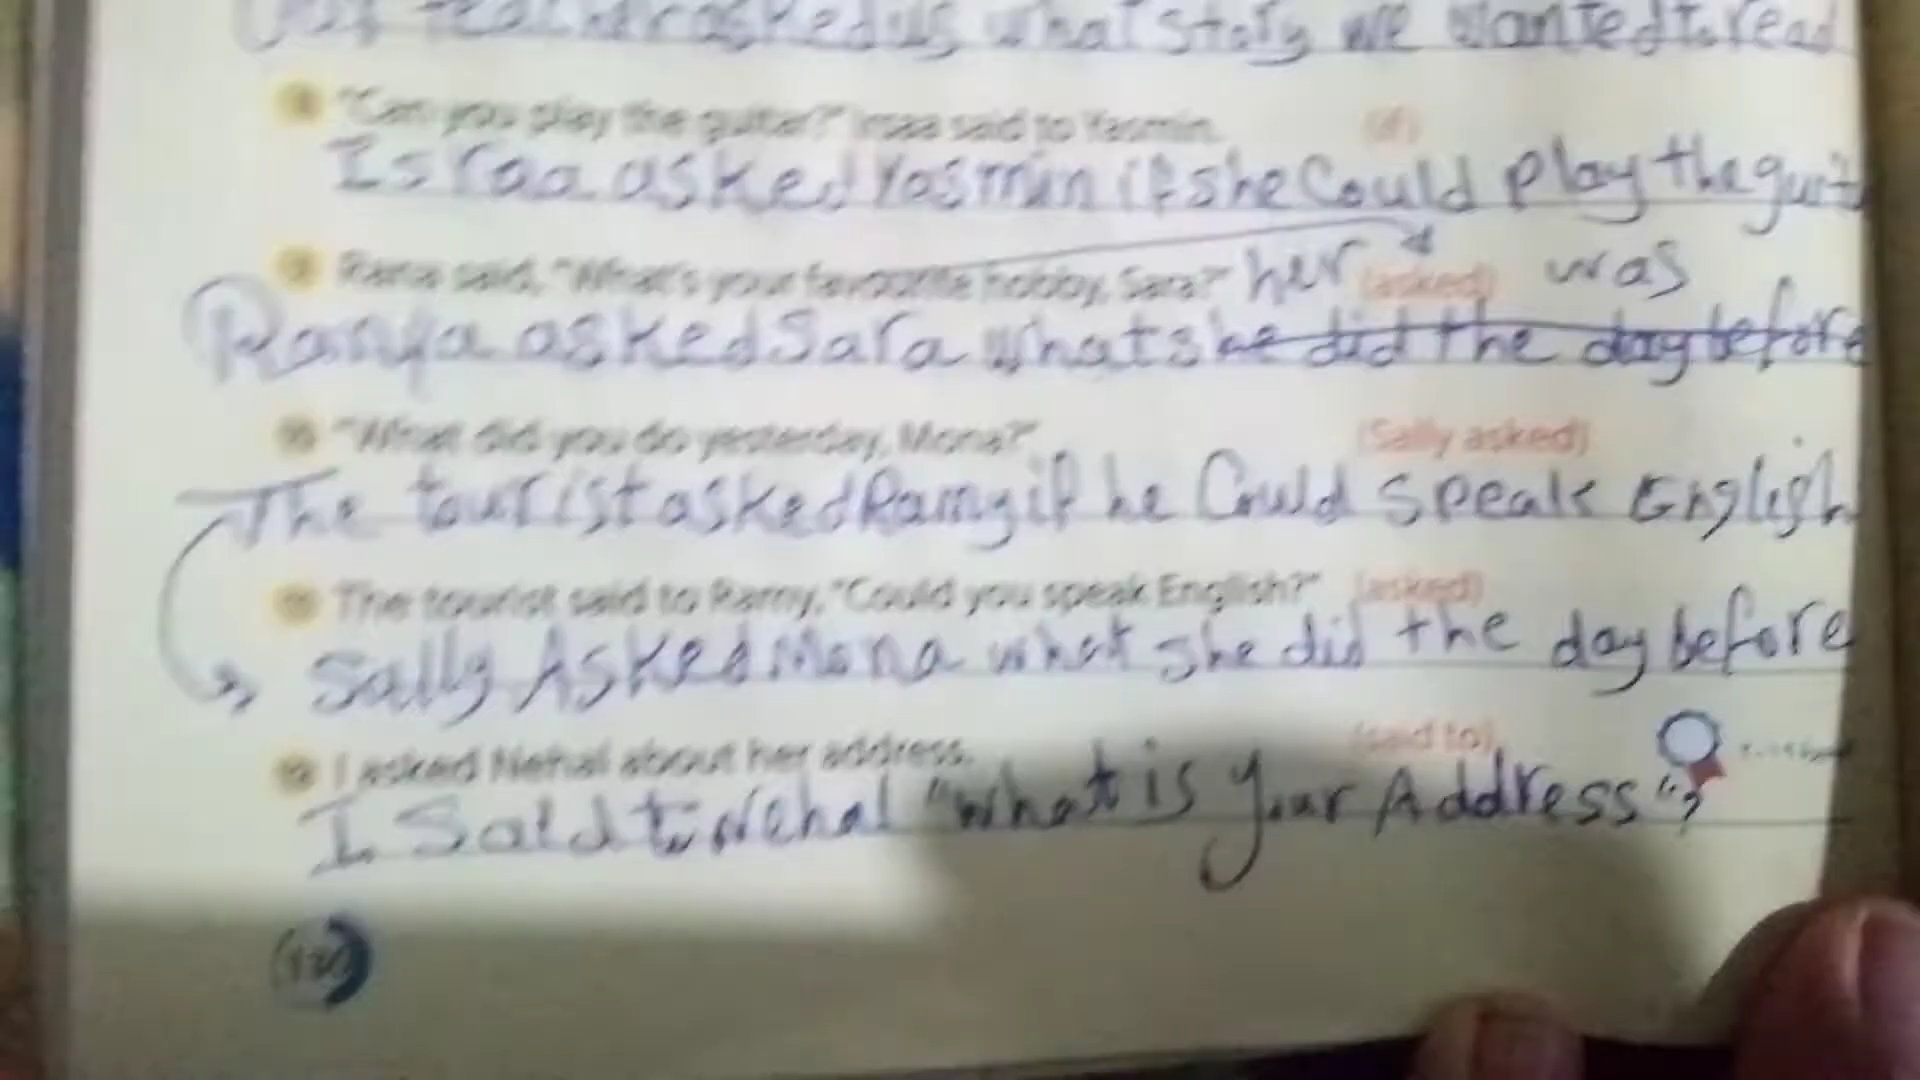 teacher asked us what story we wanted to read
"Can you play the guitar?" Israa said to Yasmin. (if)
Israa asked Yasmin if she Could play the guit
Rana said, "What's your favourite hobby, Sara?" her (asked) was
Ranya asked Sara what she did the day before
"What did you do yesterday, Mona?" (Sally asked)
The tourist asked Ramy if he Could speak English
The tourist said to Ramy, "Could you speak English?" (asked)
Sally Asked Mona what she did the day before
I asked Nehal about her address. (said to)
I Said to Nehal "what is your Address"?